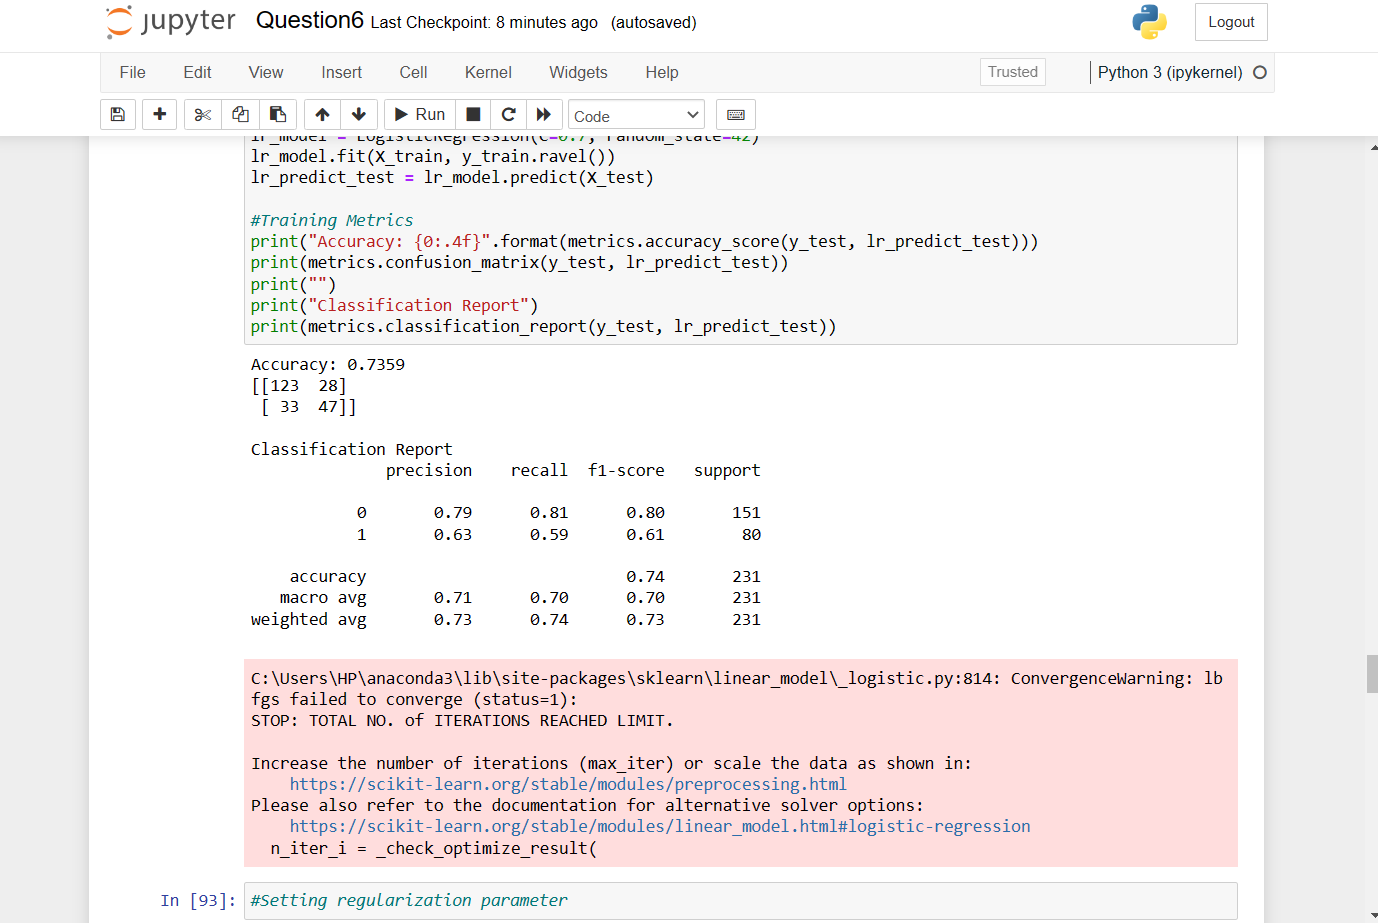 jupyter Question6 Last Checkpoint: 8 minutes ago (autosaved)
Logout
File Edit View Insert Cell Kernel Widgets Help
Trusted
Python 3 (ipykernel)
Run
Code
lr_model = LogisticRegression(C=0.7, random_state=42)
lr_model.fit(X_train, y_train.ravel())
lr_predict_test = lr_model.predict(X_test)
#Training Metrics
print("Accuracy: {0:.4f}".format(metrics.accuracy_score(y_test, lr_predict_test)))
print(metrics.confusion_matrix(y_test, lr_predict_test))
print("")
print("Classification Report")
print(metrics.classification_report(y_test, lr_predict_test))
Accuracy: 0.7359
[[123  28]
 [ 33  47]]
Classification Report
              precision    recall  f1-score   support
           0       0.79      0.81      0.80       151
           1       0.63      0.59      0.61        80
    accuracy                           0.74       231
   macro avg       0.71      0.70      0.70       231
weighted avg       0.73      0.74      0.73       231
C:\Users\HP\anaconda3\lib\site-packages\sklearn\linear_model\_logistic.py:814: ConvergenceWarning: lb
fgs failed to converge (status=1):
STOP: TOTAL NO. of ITERATIONS REACHED LIMIT.
Increase the number of iterations (max_iter) or scale the data as shown in:
    https://scikit-learn.org/stable/modules/preprocessing.html
Please also refer to the documentation for alternative solver options:
    https://scikit-learn.org/stable/modules/linear_model.html#logistic-regression
  n_iter_i = _check_optimize_result(
In [93]: #Setting regularization parameter